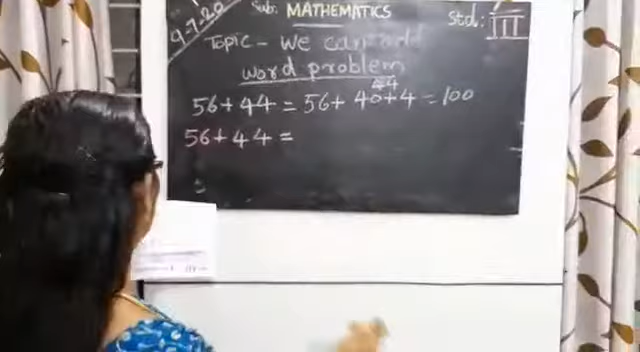 9-7-20
Sub: MATHEMATICS
Std: III
Topic - We can add
word problem
44
56+ 44 = 56+ 40+4 = 100
56+ 44 =